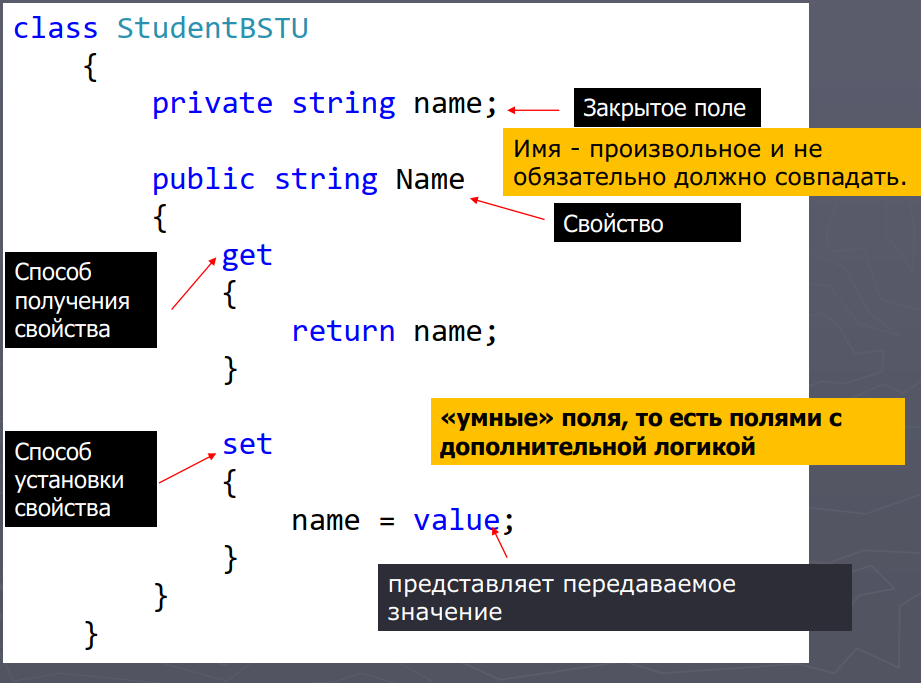 class StudentBSTU
{
private string name;
Закрытое поле
Имя - произвольное и не
обязательно должно совпадать.
public string Name
{
Свойство
get
Способ
получения
свойства
{
return name;
}
«умные» поля, то есть полями с
дополнительной логикой
set
Способ
установки
свойства
{
name = value;
}
представляет передаваемое
значение
}
}